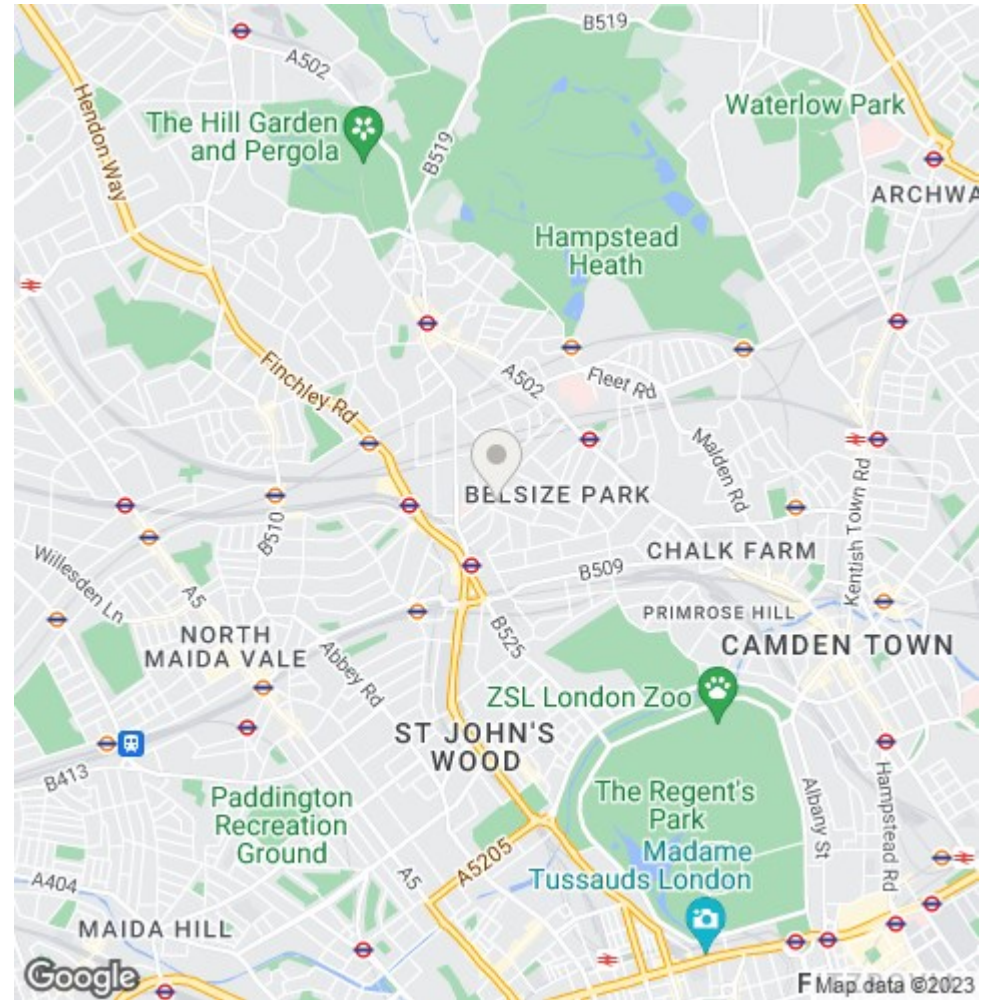 B519
A502
Waterlow Park
The Hill Garden
and Pergola
Hendon Way
B519
ARCHWA
Hampstead
Heath
A502
Fleet Rd
Finchley Rd
Malden Rd
BELSIZE PARK
B510
Kentish Town Rd
CHALK FARM
B509
Willesden Ln
A5
PRIMROSE HILL
NORTH
MAIDA VALE
B525
CAMDEN TOWN
Abbey Rd
ZSL London Zoo
ST JOHN'S
WOOD
B413
Paddington
Recreation
Ground
The Regent's
Park
Albany St
Hampstead Rd
Madame
Tussauds London
A5205
A404
A5
MAIDA HILL
Google
Map data ©2023